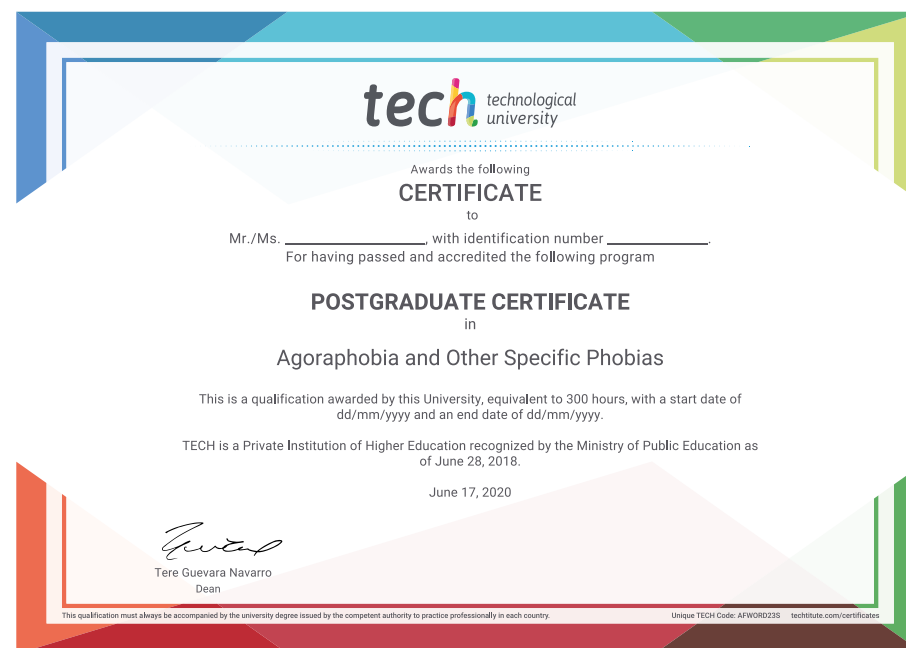 tech technological
university
Awards the following
CERTIFICATE
to
Mr./Ms. ____________________, with identification number ______________.
For having passed and accredited the following program
POSTGRADUATE CERTIFICATE
in
Agoraphobia and Other Specific Phobias
This is a qualification awarded by this University, equivalent to 300 hours, with a start date of
dd/mm/yyyy and an end date of dd/mm/yyyy.
TECH is a Private Institution of Higher Education recognized by the Ministry of Public Education as
of June 28, 2018.
June 17, 2020
Tere Guevara Navarro
Dean
This qualification must always be accompanied by the university degree issued by the competent authority to practice professionally in each country. Unique TECH Code: AFWORD23S techtitute.com/certificates